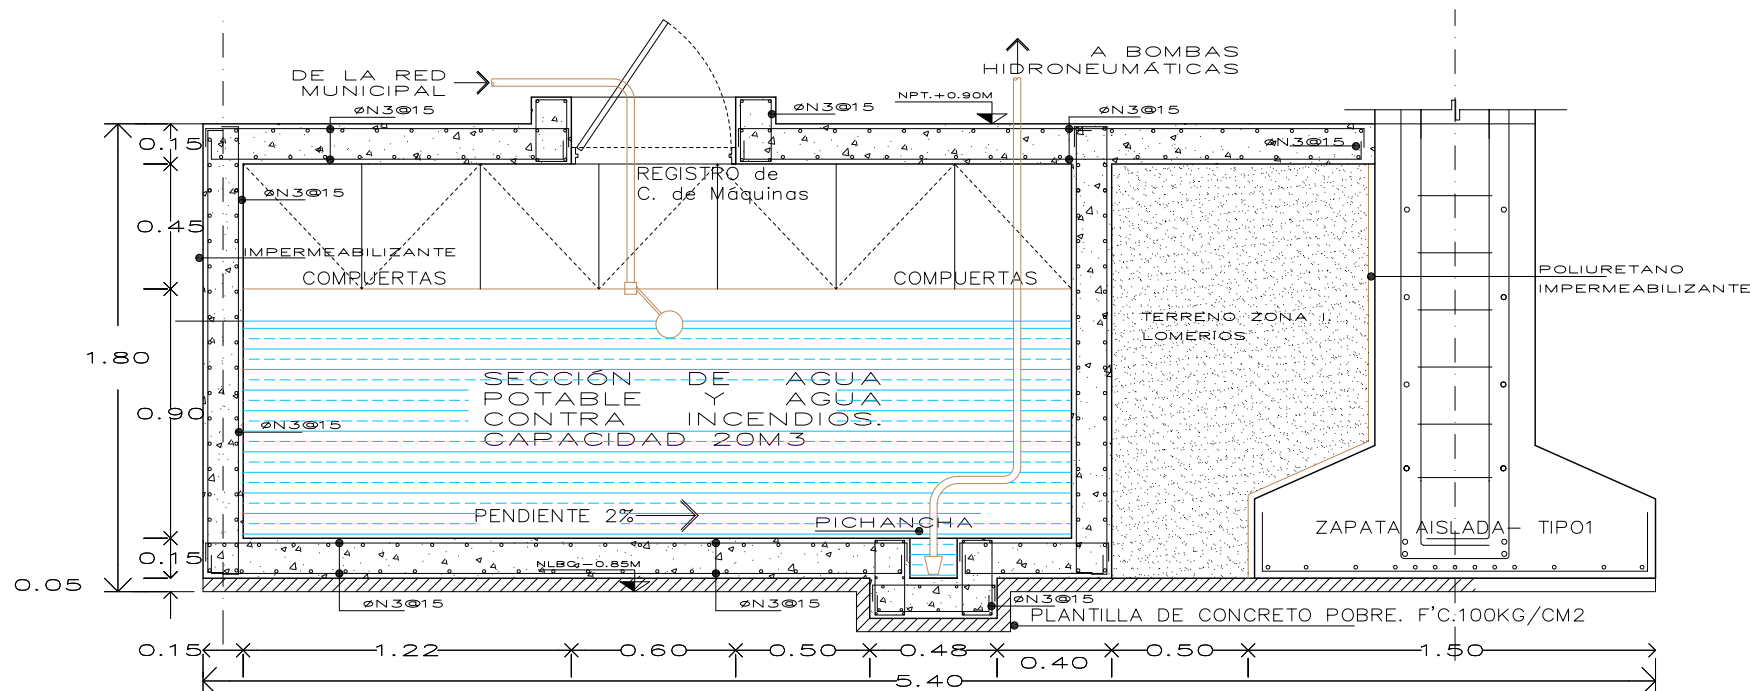 A BOMBAS
HIDRONEUMÁTICAS
DE LA RED
MUNICIPAL
NPT.+0.90M
øN3@15
øN3@15
øN3@15
0.15
øN3@15
REGISTRO de
C. de Máquinas
øN3@15
0.45
IMPERMEABILIZANTE
COMPUERTAS
COMPUERTAS
POLIURETANO
IMPERMEABILIZANTE
TERRENO ZONA I.
LOMERIOS
1.80
SECCIÓN DE AGUA
POTABLE Y AGUA
CONTRA INCENDIOS.
CAPACIDAD 20M3
0.90
øN3@15
PENDIENTE 2%
PICHANCHA
ZAPATA AISLADA- TIPO1
0.15
NLBC.-0.85M
0.05
øN3@15
øN3@15
øN3@15
PLANTILLA DE CONCRETO POBRE. F'C:100KG/CM2
0.15
1.22
0.60
0.50
0.48
0.40
0.50
1.50
5.40